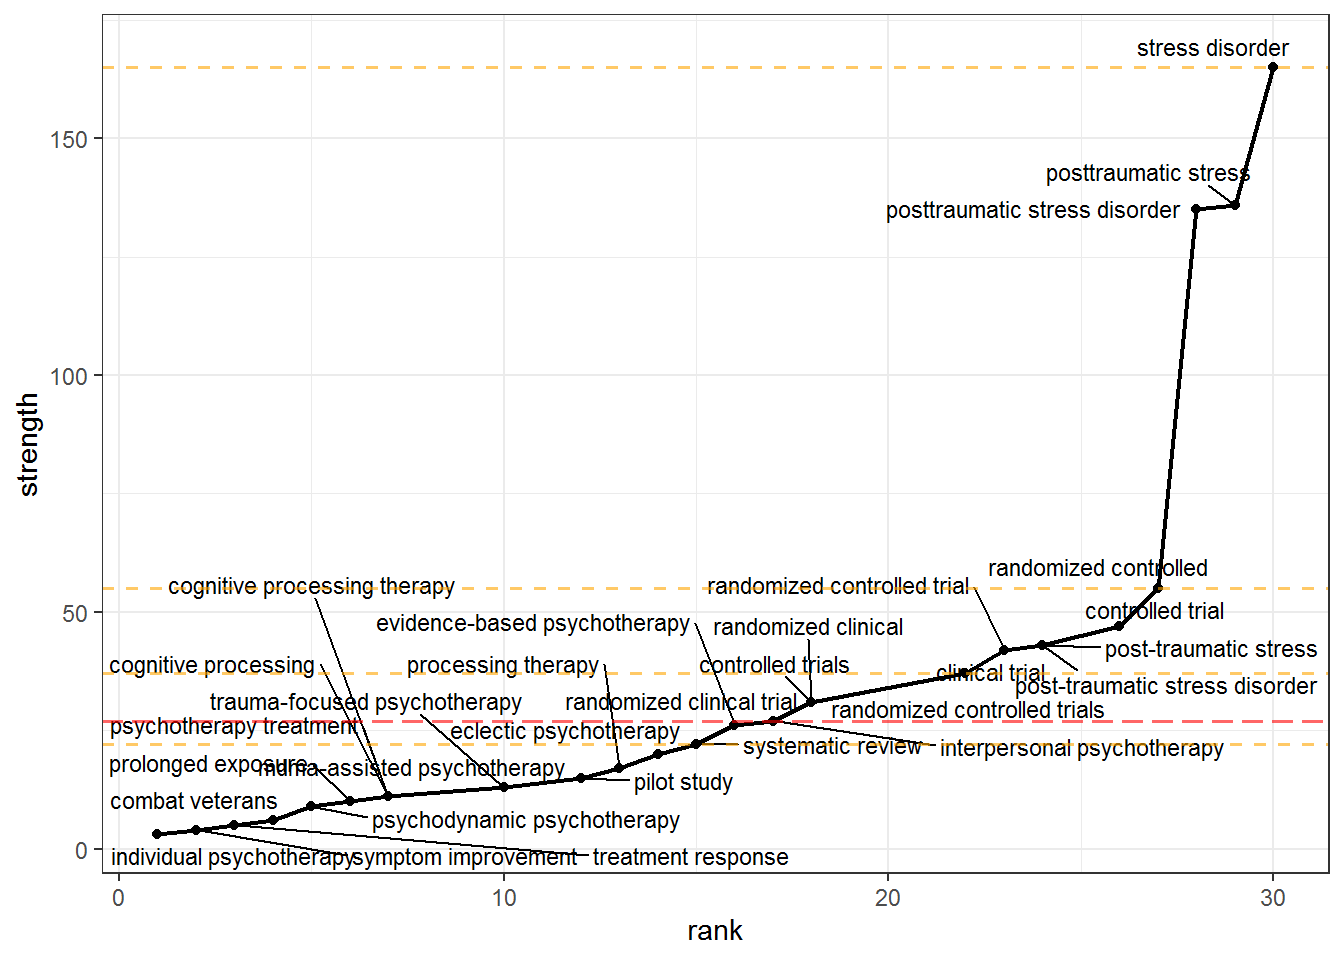 stress disorder
150
posttraumatic stress
posttraumatic stress disorder
100
strength
randomized controlled
cognitive processing therapy
randomized controlled trial
50
controlled trial
evidence-based psychotherapy
randomized clinical
post-traumatic stress
cognitive processing
processing therapy
controlled trials
clinical trial
post-traumatic stress disorder
trauma-focused psychotherapy
randomized clinical trial
randomized controlled trials
psychotherapy treatment
eclectic psychotherapy
systematic review
interpersonal psychotherapy
prolonged exposure
mdma-assisted psychotherapy
pilot study
combat veterans
psychodynamic psychotherapy
0
individual psychotherapy
symptom improvement
treatment response
0
10
20
30
rank